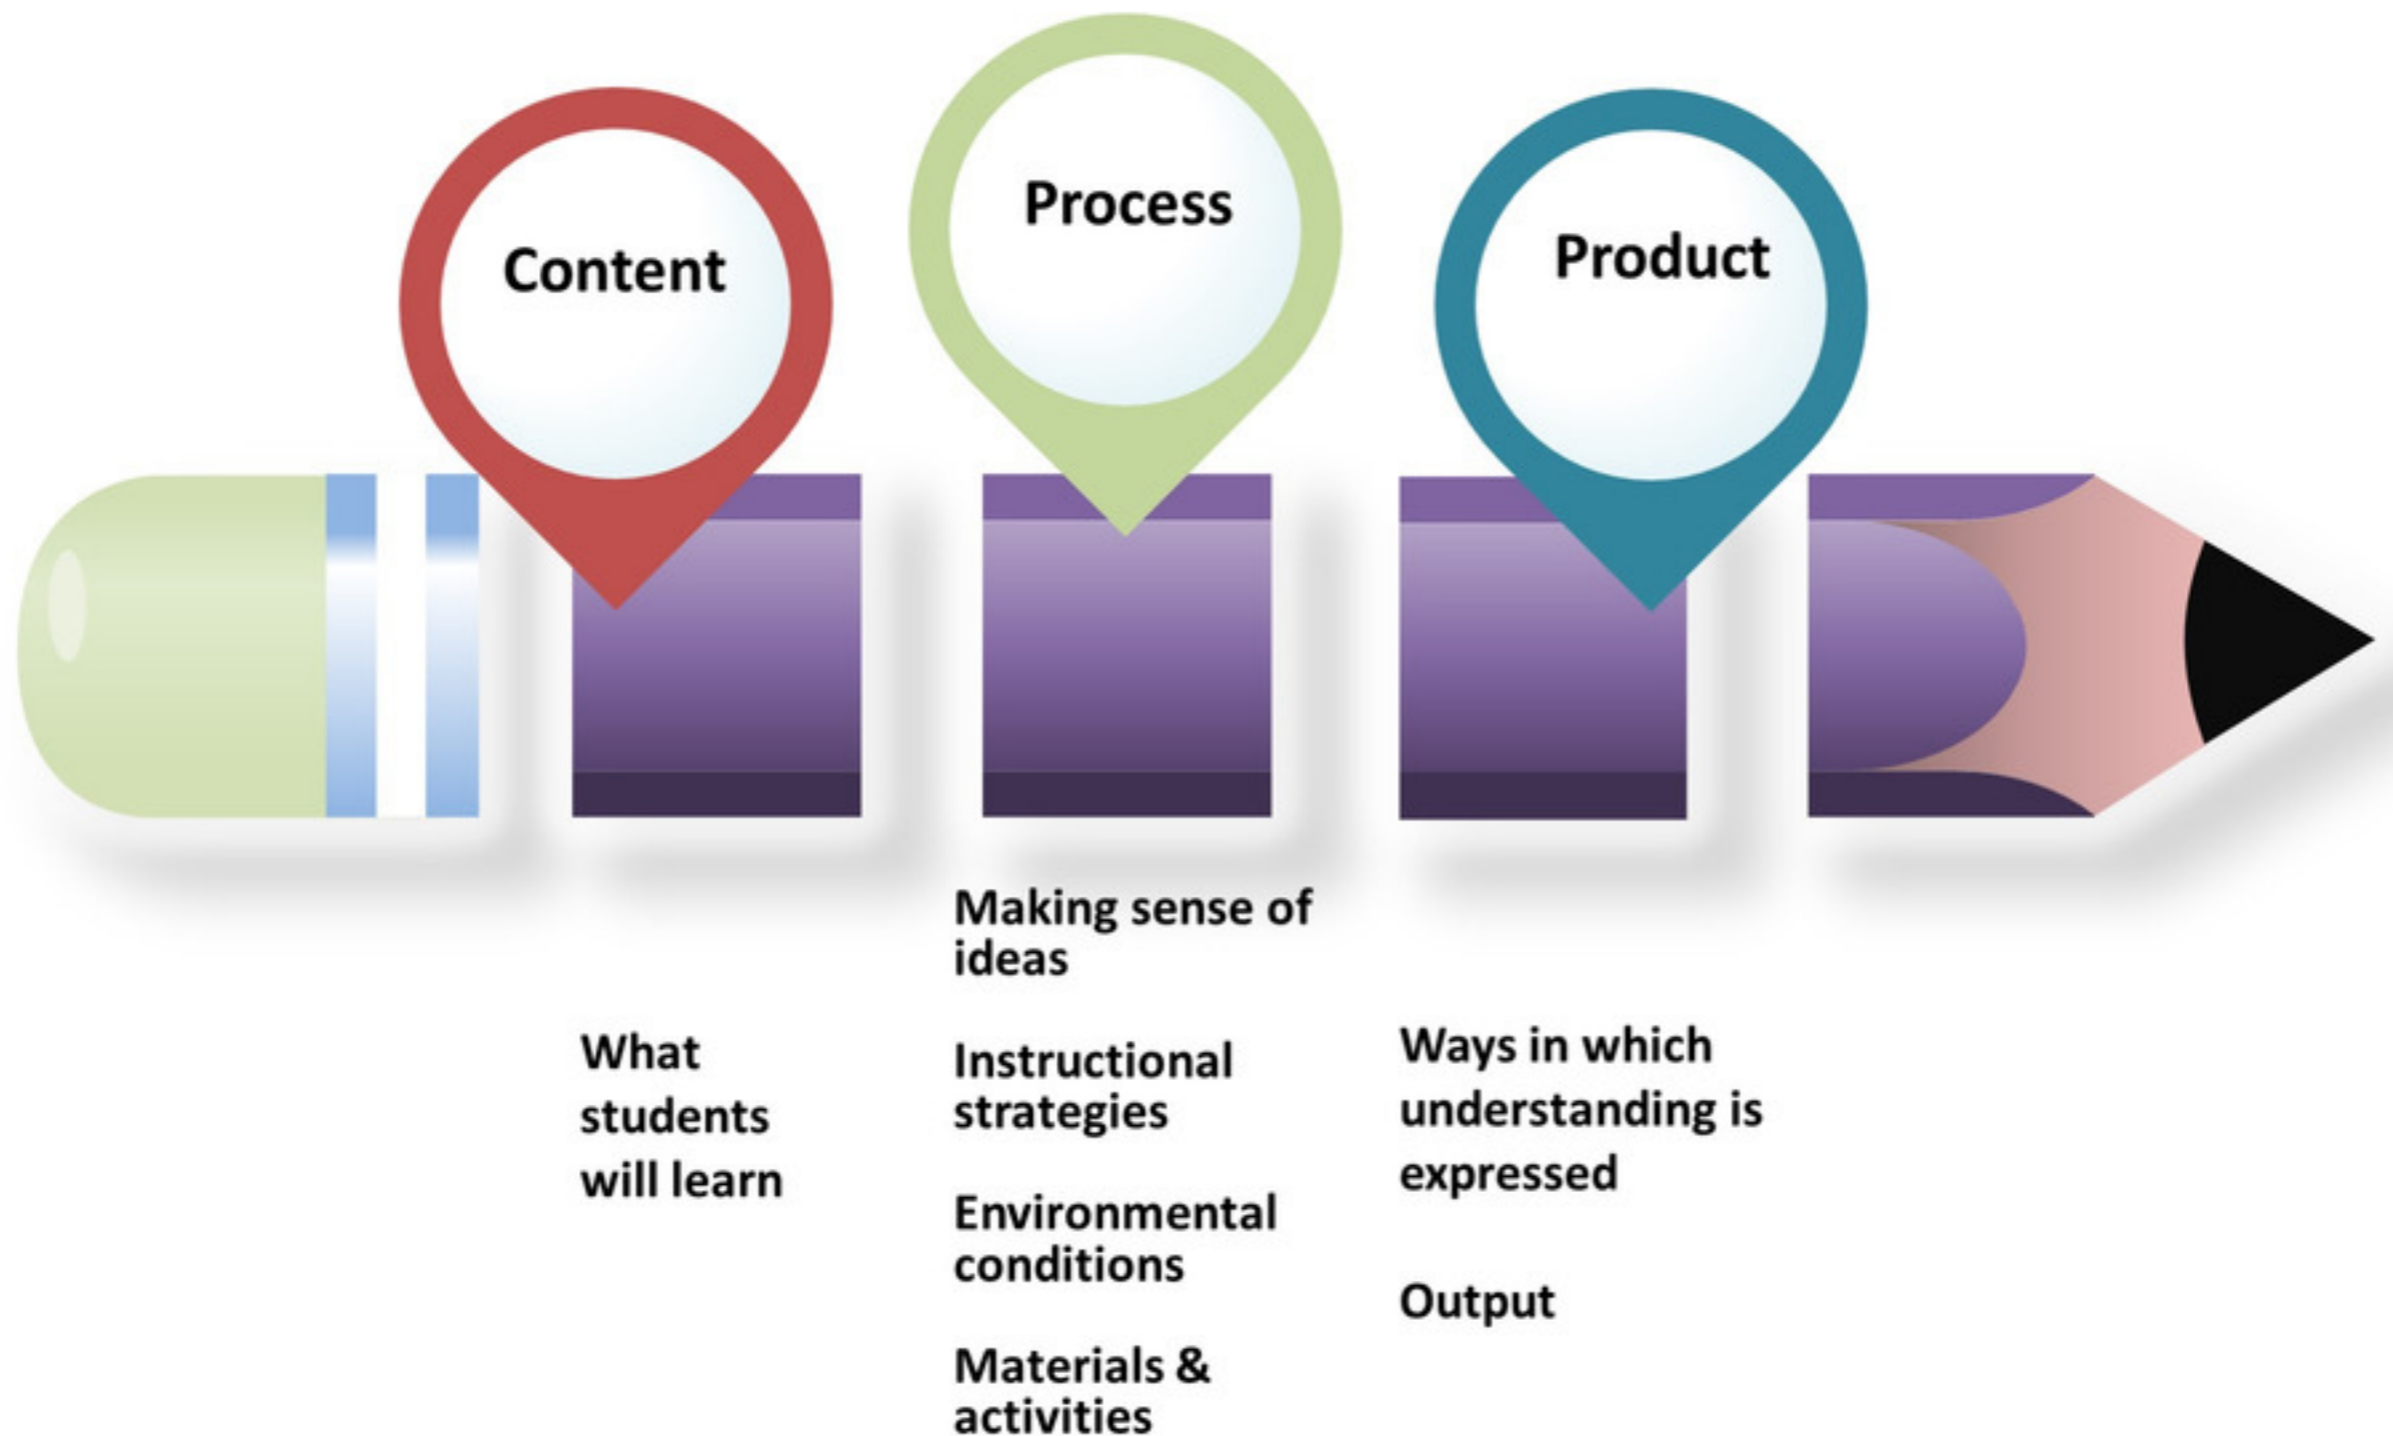 Content
Process
Product
What
students
will learn
Making sense of
ideas
Instructional
strategies
Environmental
conditions
Materials &
activities
Ways in which
understanding is
expressed
Output